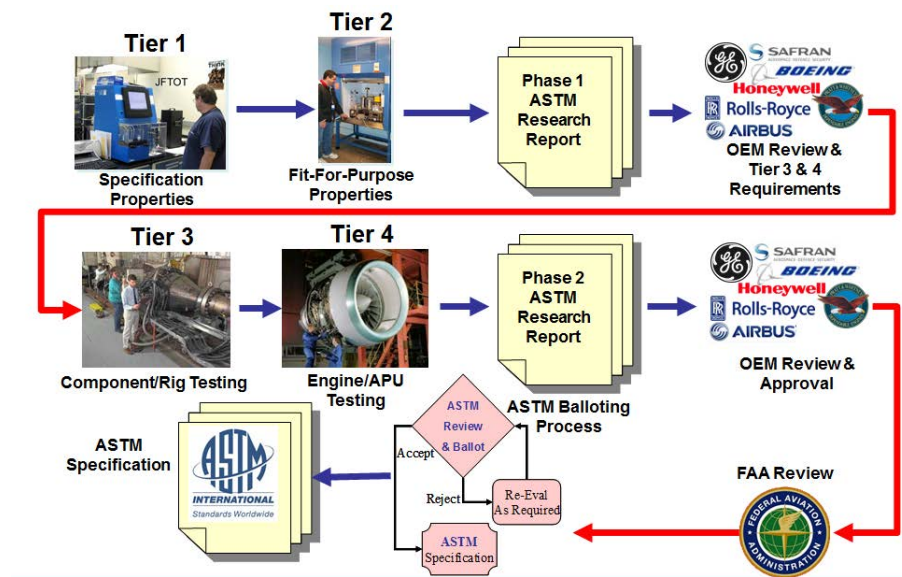 Tier 1
JFTOT
Specification
Properties
Tier 2
Fit-For-Purpose
Properties
Phase 1
ASTM
Research
Report
GE
SAFRAN
BOEING
Honeywell
Rolls-Royce
AIRBUS
OEM Review &
Tier 3 & 4
Requirements
Tier 3
Component/Rig Testing
Tier 4
Engine/APU
Testing
Phase 2
ASTM
Research
Report
GE
SAFRAN
BOEING
Honeywell
Rolls-Royce
AIRBUS
OEM Review &
Approval
ASTM
Specification
ASTM
INTERNATIONAL
Standards Worldwide
ASTM
Review
& Ballot
Accept
Reject
Re-Eval
As Required
ASTM
Specification
ASTM Balloting
Process
FAA Review
FEDERAL AVIATION
ADMINISTRATION